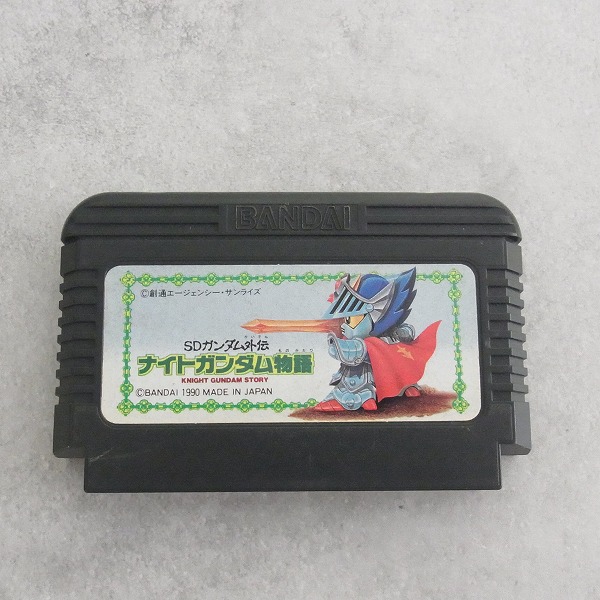 BANDAI
©創通エージェンシー・サンライズ
SDガンダム外伝
ナイトガンダム物語
KNIGHT GUNDAM STORY
©BANDAI 1990 MADE IN JAPAN